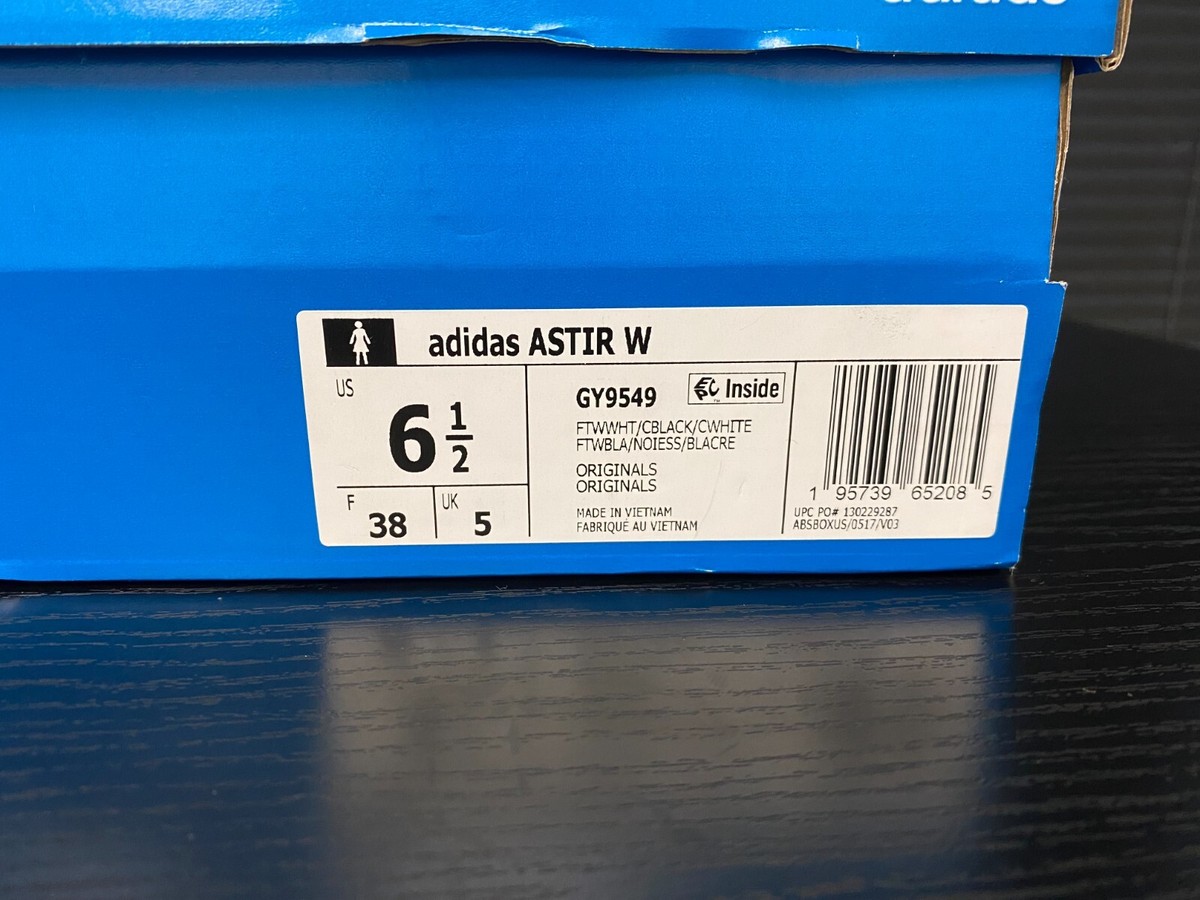 adidas
adidas ASTIR W
US
6 1/2
F 38
UK 5
GY9549
Inside
FTWWHT/CBLACK/CWHITE
FTWBLA/NOIESS/BLACRE
ORIGINALS
ORIGINALS
MADE IN VIETNAM
FABRIQUÉ AU VIETNAM
1 95739 65208 5
UPC PO# 130229287
ABSBOXUS/0517/V03